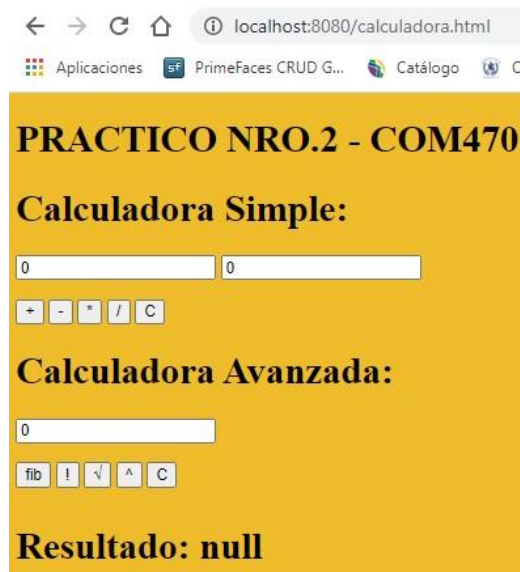 localhost:8080/calculadora.html
Aplicaciones sf PrimeFaces CRUD G... Catálogo
PRACTICO NRO.2 - COM470
Calculadora Simple:
0 0
+ - * / C
Calculadora Avanzada:
0
fib ! √ ^ C
Resultado: null